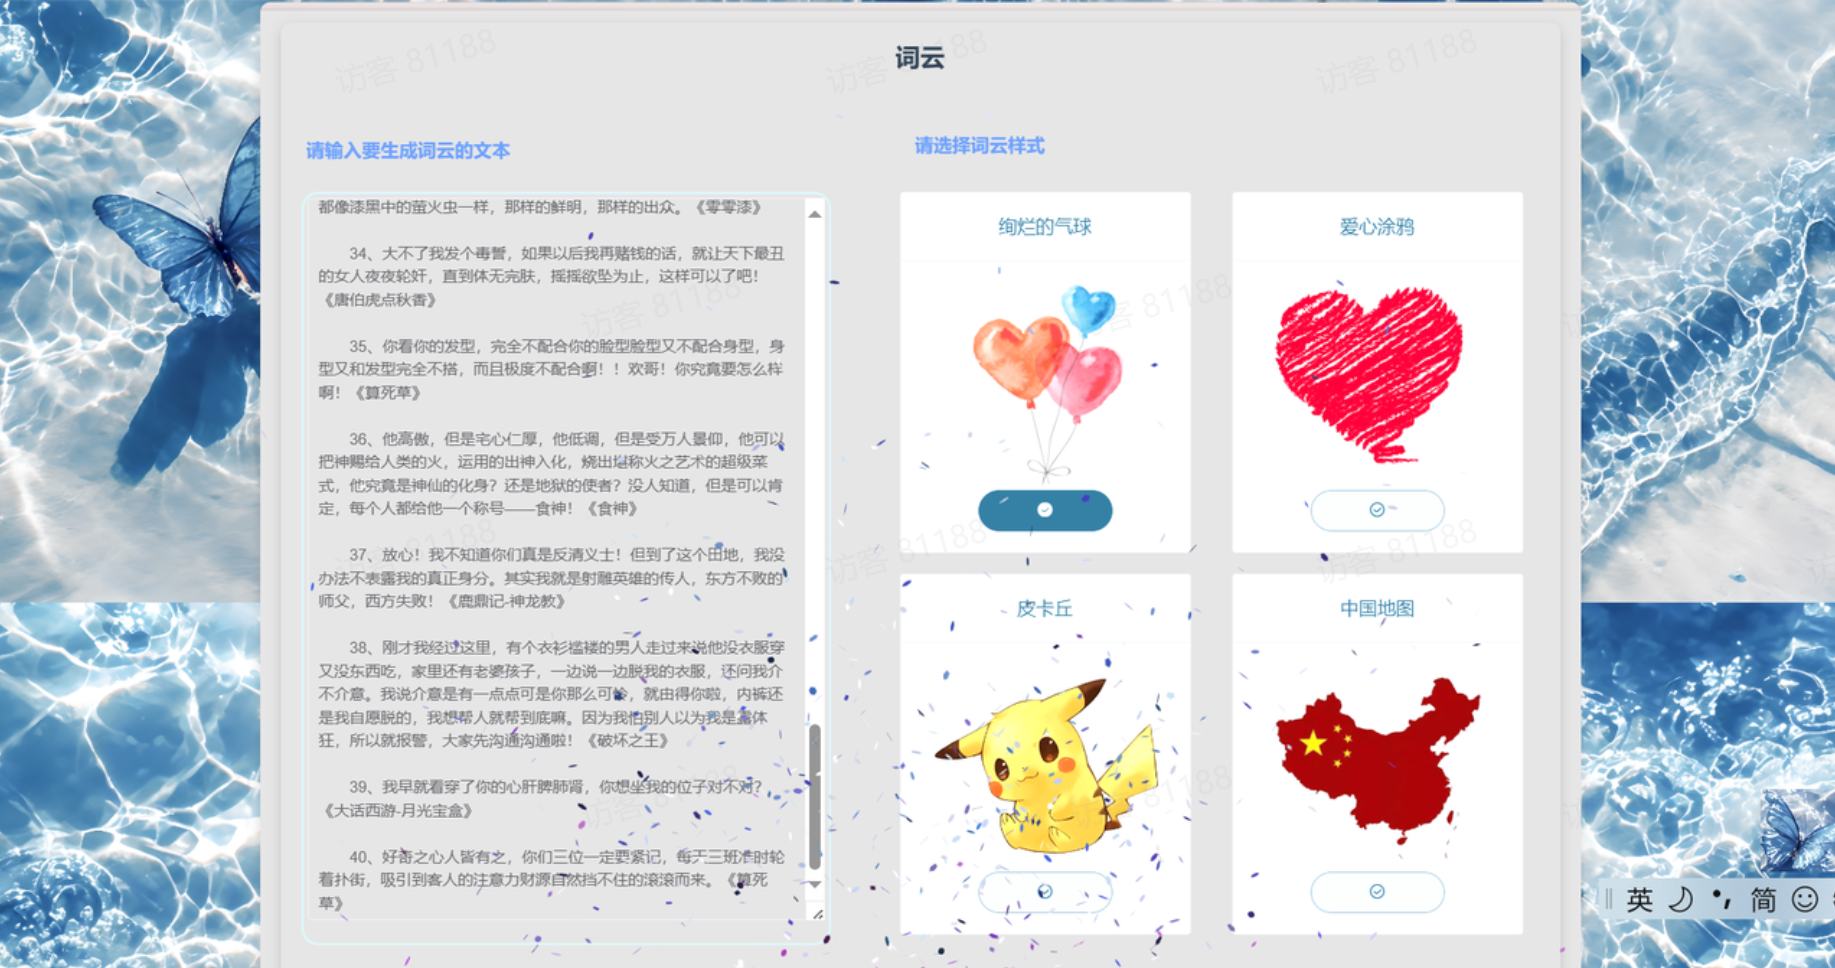 词云
请输入要生成词云的文本
请选择词云样式
都像漆黑中的萤火虫一样，那样的鲜明，那样的出众。《零零漆》
34、大不了我发个毒誓，如果以后我再赌钱的话，就让天下最丑
的女人夜夜轮奸，直到体无完肤，摇摇欲坠为止，这样可以了吧！
《唐伯虎点秋香》
35、你看你的发型，完全不配合你的脸型脸型又不配合身型，身
型又和发型完全不搭，而且极度不配合啊！！欢哥！你究竟要怎么样
啊！《算死草》
36、他高傲，但是宅心仁厚，他低调，但是受万人景仰，他可以
把神赐给人类的火，运用的出神入化，烧出堪称火之艺术的超级菜
式，他究竟是神仙的化身？还是地狱的使者？没人知道，但是可以肯
定，每个人都给他一个称号——食神！《食神》
37、放心！我不知道你们真是反清义士！但到了这个田地，我没
办法不表露我的真正身分。其实我就是射雕英雄的传人，东方不败的
师父，西方失败！《鹿鼎记-神龙教》
38、刚才我经过这里，有个衣衫褴褛的男人走过来说他没衣服穿
又没东西吃，家里还有老婆孩子，一边说一边脱我的衣服，还问我介
不介意。我说介意是有一点点可是你那么可怜，就由得你啦，内裤还
是我自愿脱的，我想帮人就帮到底嘛。因为我怕别人以为我是露体
狂，所以就报警，大家先沟通沟通啦！《破坏之王》
39、我早就看穿了你的心肝脾肺肾，你想坐我的位子对不对？
《大话西游-月光宝盒》
40、好奇之心人皆有之，你们三位一定要紧记，每天三班准时轮
着扑街，吸引到客人的注意力财源自然挡不住的滚滚而来。《算死
草》
绚烂的气球
爱心涂鸦
皮卡丘
中国地图
访客 81188
访客 81188
访客 81188
访客 81188
访客 81188
访客 81188
访客 81188
英
简